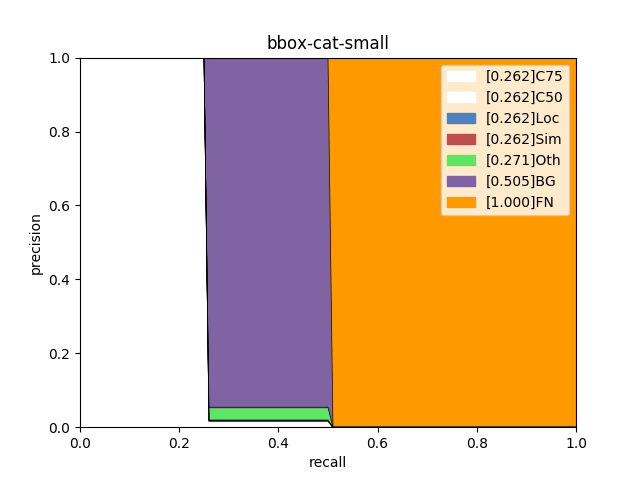 bbox-cat-small
1.0
0.8
0.6
0.4
0.2
0.0
precision
[0.262]C75
[0.262]C50
[0.262]Loc
[0.262]Sim
[0.271]Oth
[0.505]BG
[1.000]FN
0.0 0.2 0.4 0.6 0.8 1.0
recall